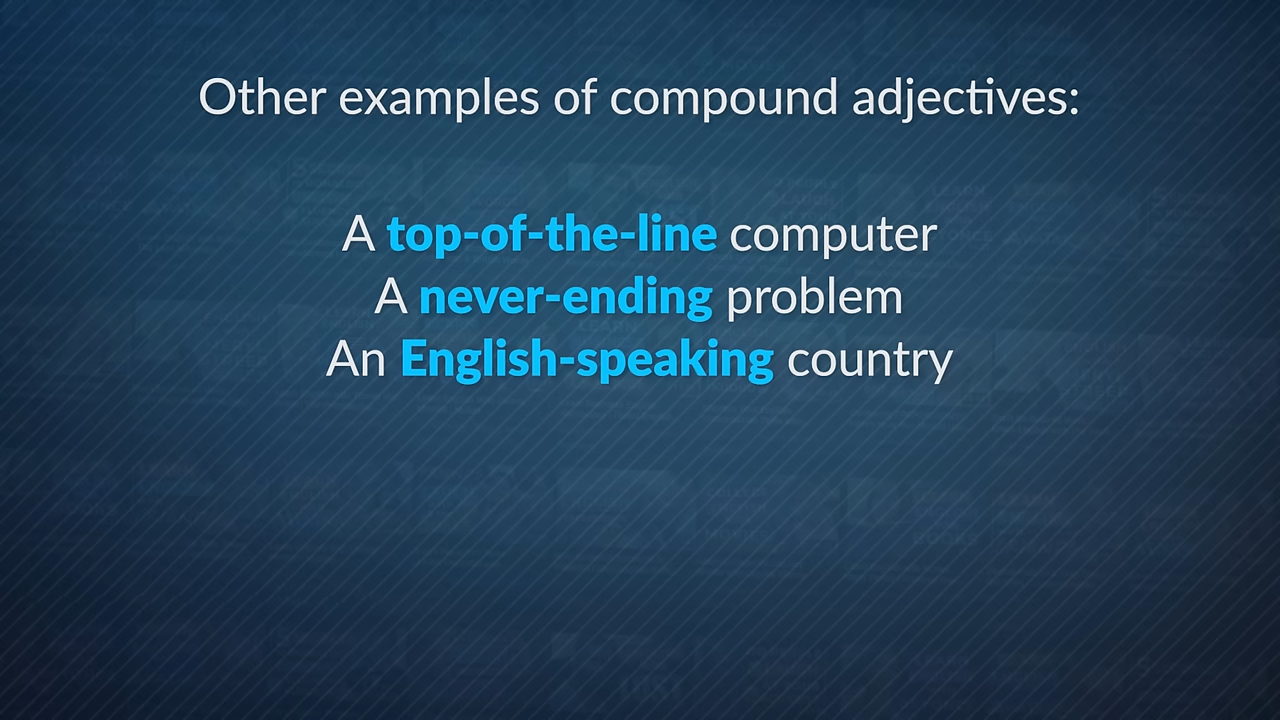 Other examples of compound adjectives:
A top-of-the-line computer
A never-ending problem
An English-speaking country